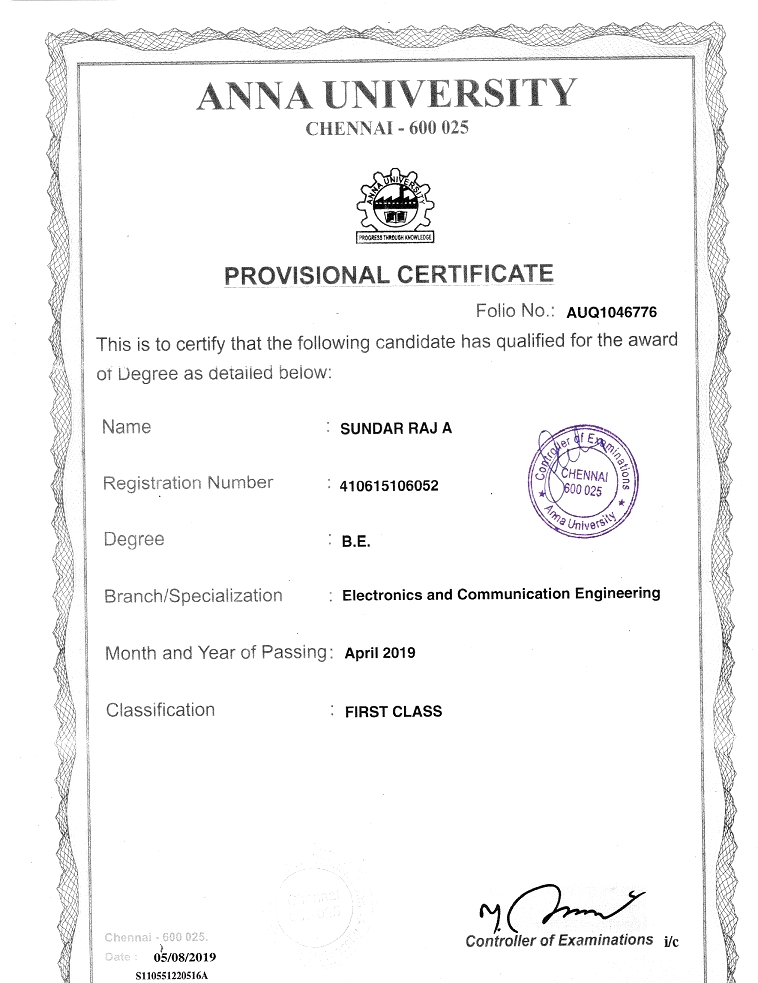 ANNA UNIVERSITY
CHENNAI - 600 025
ANNA UNIVERSITY
PROGRESS THROUGH KNOWLEDGE
PROVISIONAL CERTIFICATE
Folio No.: AUQ1046776
This is to certify that the following candidate has qualified for the award
of Degree as detailed below:
Name : SUNDAR RAJ A
Controller of Examinations
CHENNAI
600 025
Anna University
Registration Number : 410615106052
Degree : B.E.
Branch/Specialization : Electronics and Communication Engineering
Month and Year of Passing : April 2019
Classification : FIRST CLASS
Chennai - 600 025.
Controller of Examinations i/c
Date : 05/08/2019
S110551220516A